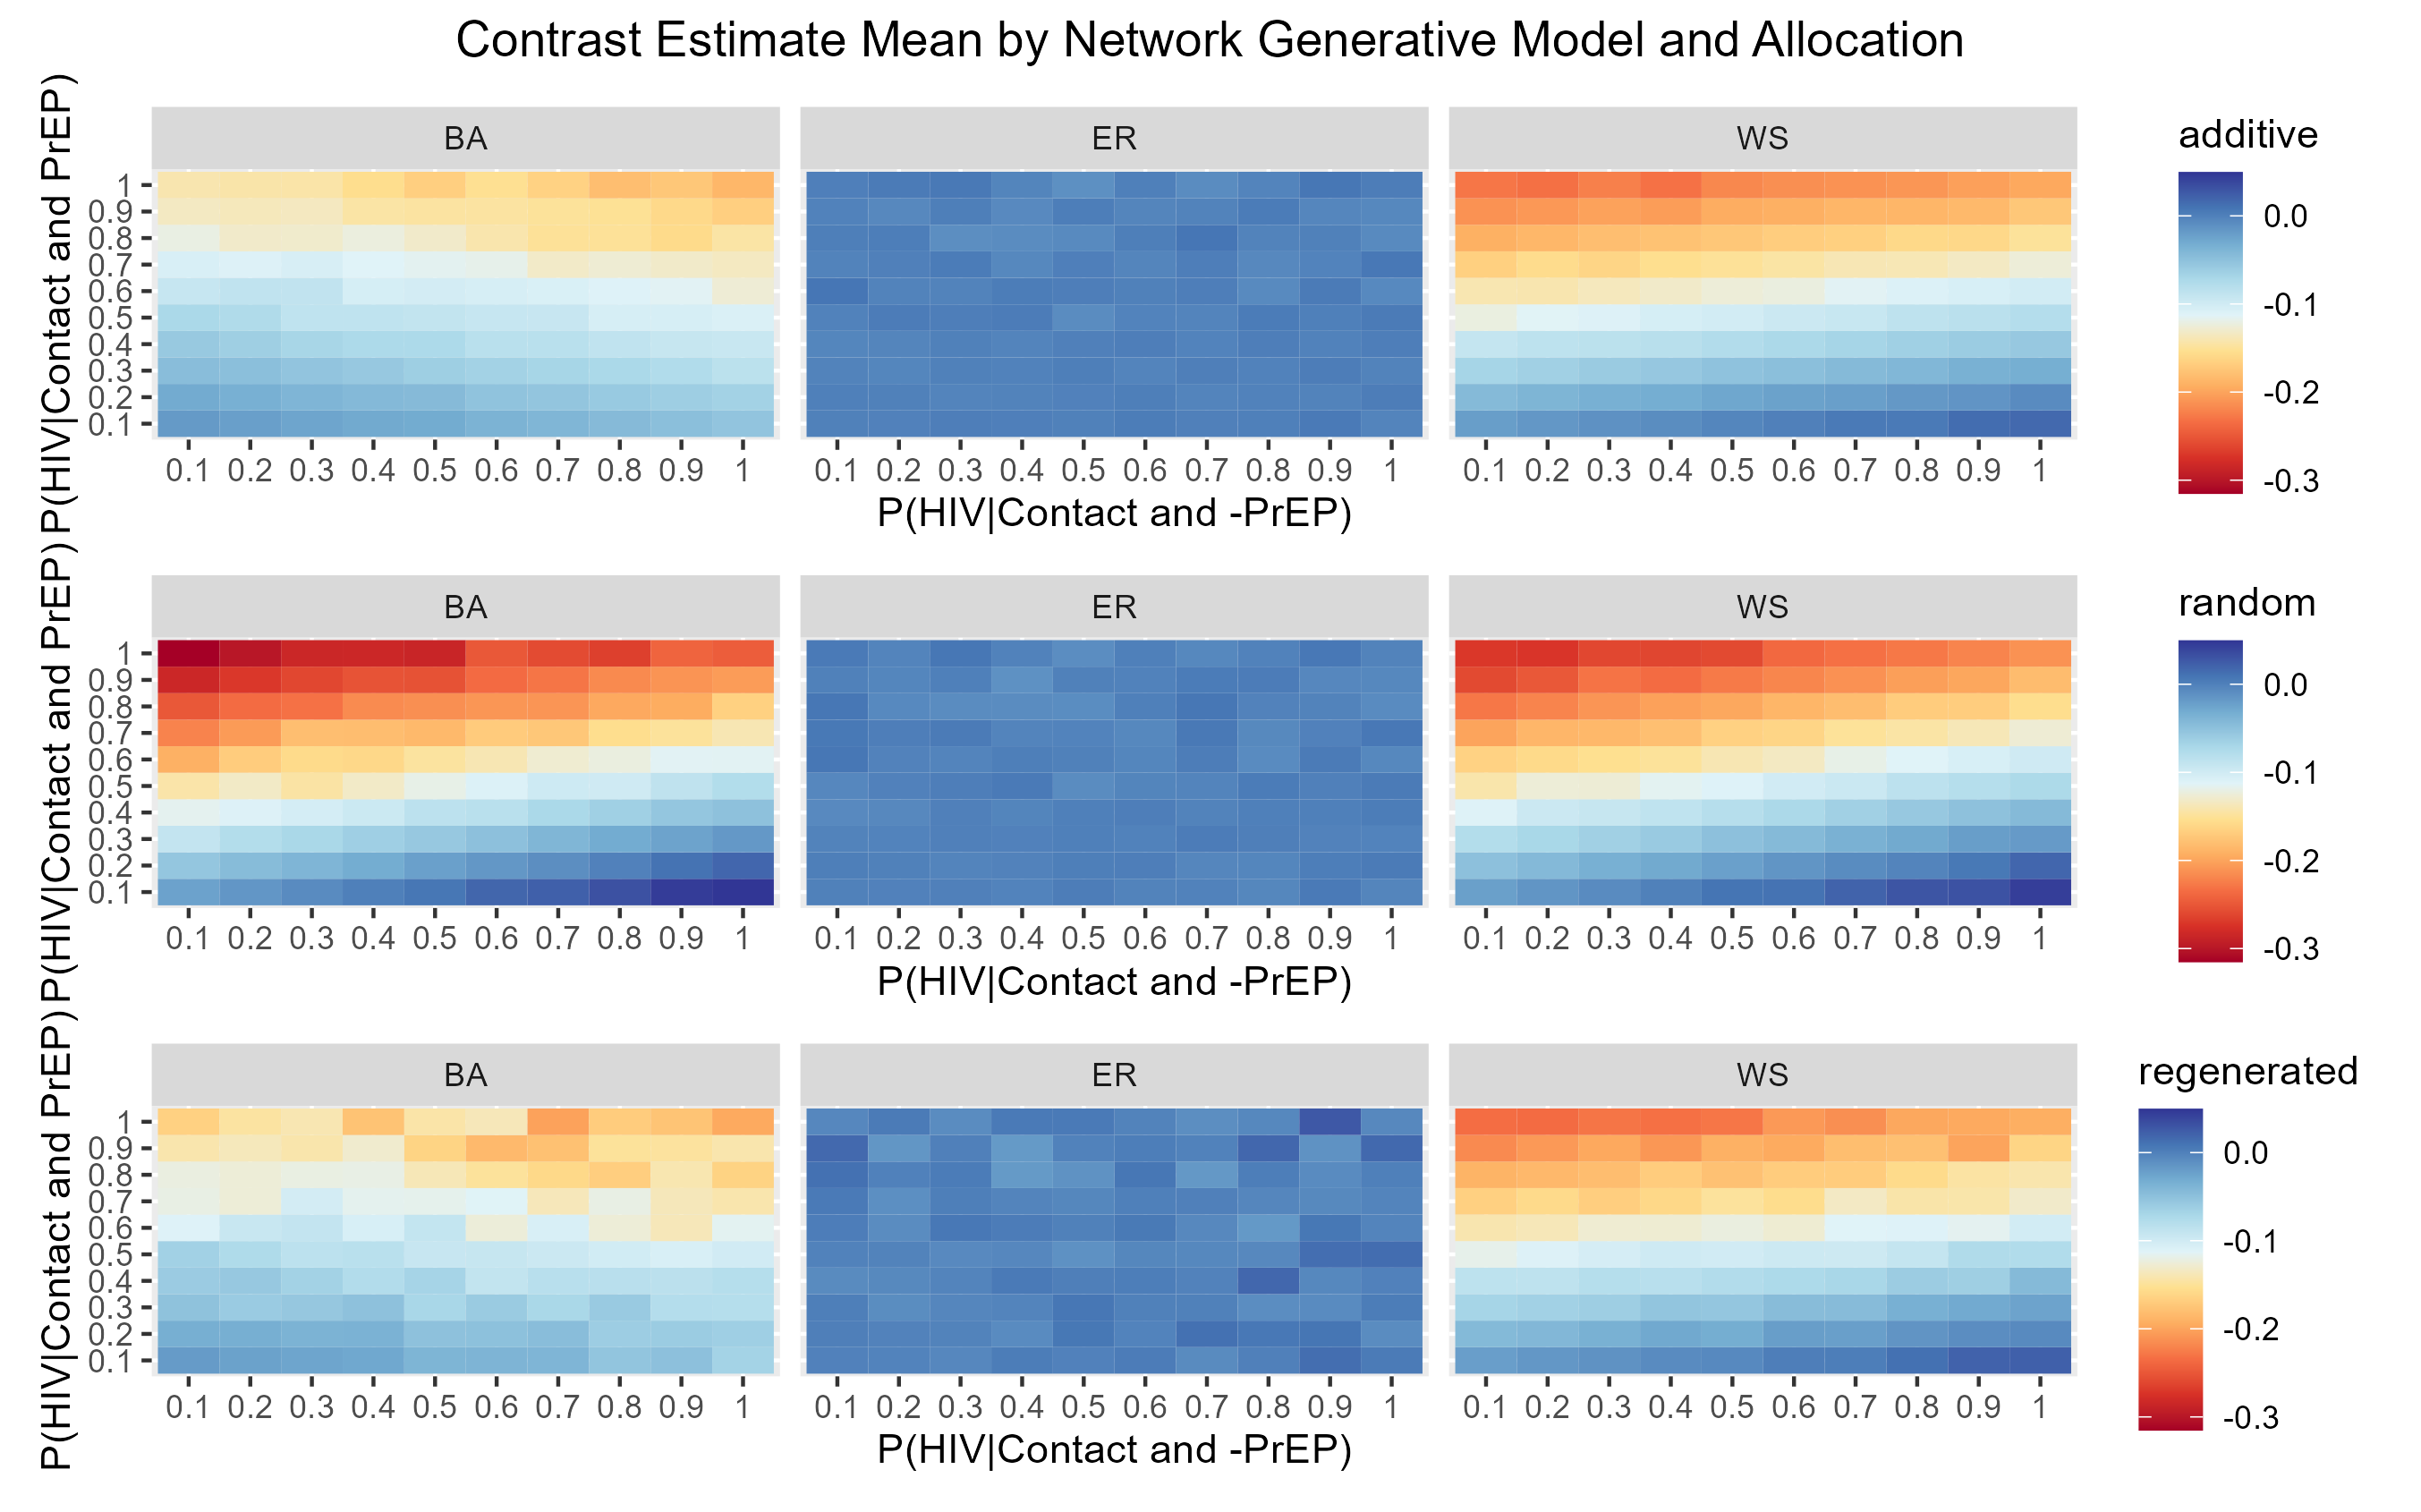 Contrast Estimate Mean by Network Generative Model and Allocation
P(HIV|Contact and PrEP)
BA
ER
WS
1
0.9
0.8
0.7
0.6
0.5
0.4
0.3
0.2
0.1
0.1 0.2 0.3 0.4 0.5 0.6 0.7 0.8 0.9 1
0.1 0.2 0.3 0.4 0.5 0.6 0.7 0.8 0.9 1
0.1 0.2 0.3 0.4 0.5 0.6 0.7 0.8 0.9 1
P(HIV|Contact and -PrEP)
additive
0.0
-0.1
-0.2
-0.3
P(HIV|Contact and PrEP)
BA
ER
WS
1
0.9
0.8
0.7
0.6
0.5
0.4
0.3
0.2
0.1
0.1 0.2 0.3 0.4 0.5 0.6 0.7 0.8 0.9 1
0.1 0.2 0.3 0.4 0.5 0.6 0.7 0.8 0.9 1
0.1 0.2 0.3 0.4 0.5 0.6 0.7 0.8 0.9 1
P(HIV|Contact and -PrEP)
random
0.0
-0.1
-0.2
-0.3
P(HIV|Contact and PrEP)
BA
ER
WS
1
0.9
0.8
0.7
0.6
0.5
0.4
0.3
0.2
0.1
0.1 0.2 0.3 0.4 0.5 0.6 0.7 0.8 0.9 1
0.1 0.2 0.3 0.4 0.5 0.6 0.7 0.8 0.9 1
0.1 0.2 0.3 0.4 0.5 0.6 0.7 0.8 0.9 1
P(HIV|Contact and -PrEP)
regenerated
0.0
-0.1
-0.2
-0.3